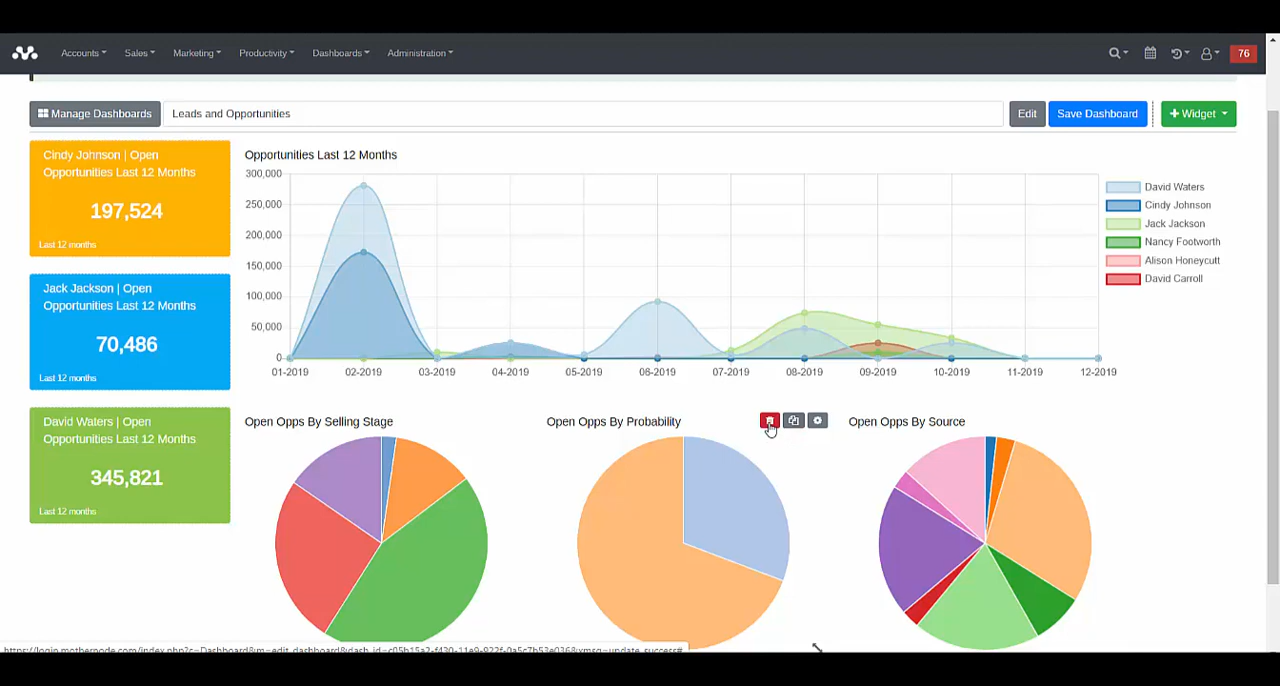 Accounts Sales Marketing Productivity Dashboards Administration 76
Manage Dashboards Leads and Opportunities Edit Save Dashboard + Widget
Cindy Johnson | Open
Opportunities Last 12 Months
197,524
Last 12 months
Jack Jackson | Open
Opportunities Last 12 Months
70,486
Last 12 months
David Waters | Open
Opportunities Last 12 Months
345,821
Last 12 months
Opportunities Last 12 Months
300,000
250,000
200,000
150,000
100,000
50,000
0
01-2019 02-2019 03-2019 04-2019 05-2019 06-2019 07-2019 08-2019 09-2019 10-2019 11-2019 12-2019
David Waters
Cindy Johnson
Jack Jackson
Nancy Footworth
Alison Honeycutt
David Carroll
Open Opps By Selling Stage
Open Opps By Probability
Open Opps By Source